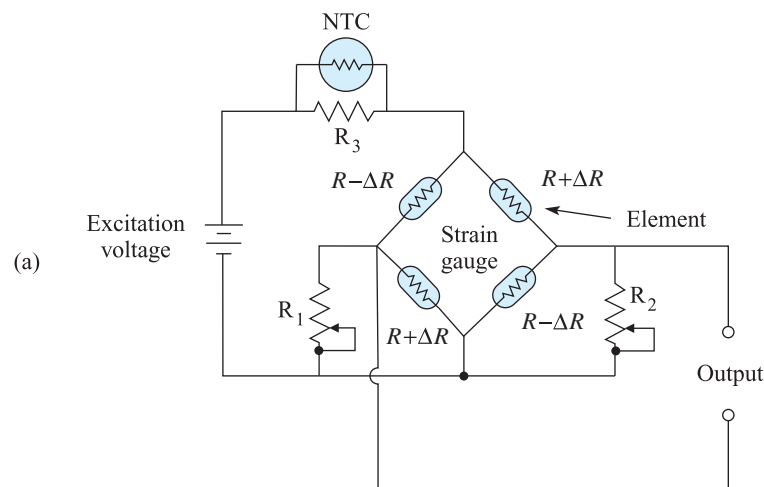 NTC
R3
R−ΔR
R+ΔR
Excitation
voltage
Element
Strain
gauge
(a)
R1
R2
R+ΔR
R−ΔR
Output